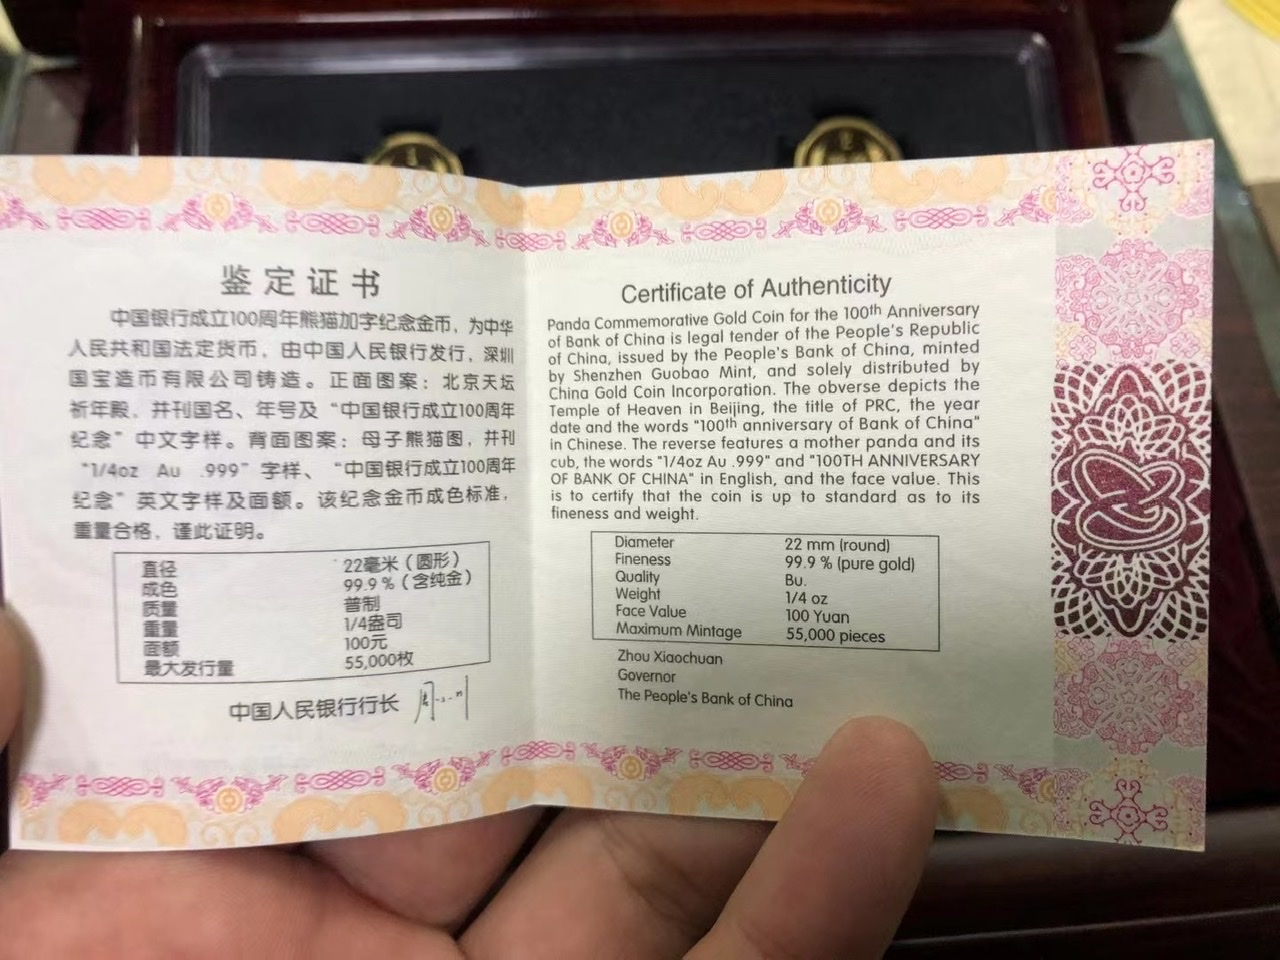 鉴定证书
中国银行成立100周年熊猫加字纪念金币，为中华
人民共和国法定货币，由中国人民银行发行，深圳
国宝造币有限公司铸造。正面图案：北京天坛
祈年殿，并刊国名、年号及“中国银行成立100周年
纪念”中文字样。背面图案：母子熊猫图，并刊
“1/4oz Au .999”字样、“中国银行成立100周年
纪念”英文字样及面额。该纪念金币成色标准，
重量合格，谨此证明。
直径 22毫米（圆形）
成色 99.9％（含纯金）
质量 普制
重量 1/4盎司
面额 100元
最大发行量 55,000枚
中国人民银行行长
Certificate of Authenticity
Panda Commemorative Gold Coin for the 100th Anniversary
of Bank of China is legal tender of the People's Republic
of China, issued by the People's Bank of China, minted
by Shenzhen Guobao Mint, and solely distributed by
China Gold Coin Incorporation. The obverse depicts the
Temple of Heaven in Beijing, the title of PRC, the year
date and the words "100th anniversary of Bank of China"
in Chinese. The reverse features a mother panda and its
cub, the words "1/4oz Au .999" and "100TH ANNIVERSARY
OF BANK OF CHINA" in English, and the face value. This
is to certify that the coin is up to standard as to its
fineness and weight.
Diameter 22 mm (round)
Fineness 99.9 % (pure gold)
Quality Bu.
Weight 1/4 oz
Face Value 100 Yuan
Maximum Mintage 55,000 pieces
Zhou Xiaochuan
Governor
The People's Bank of China